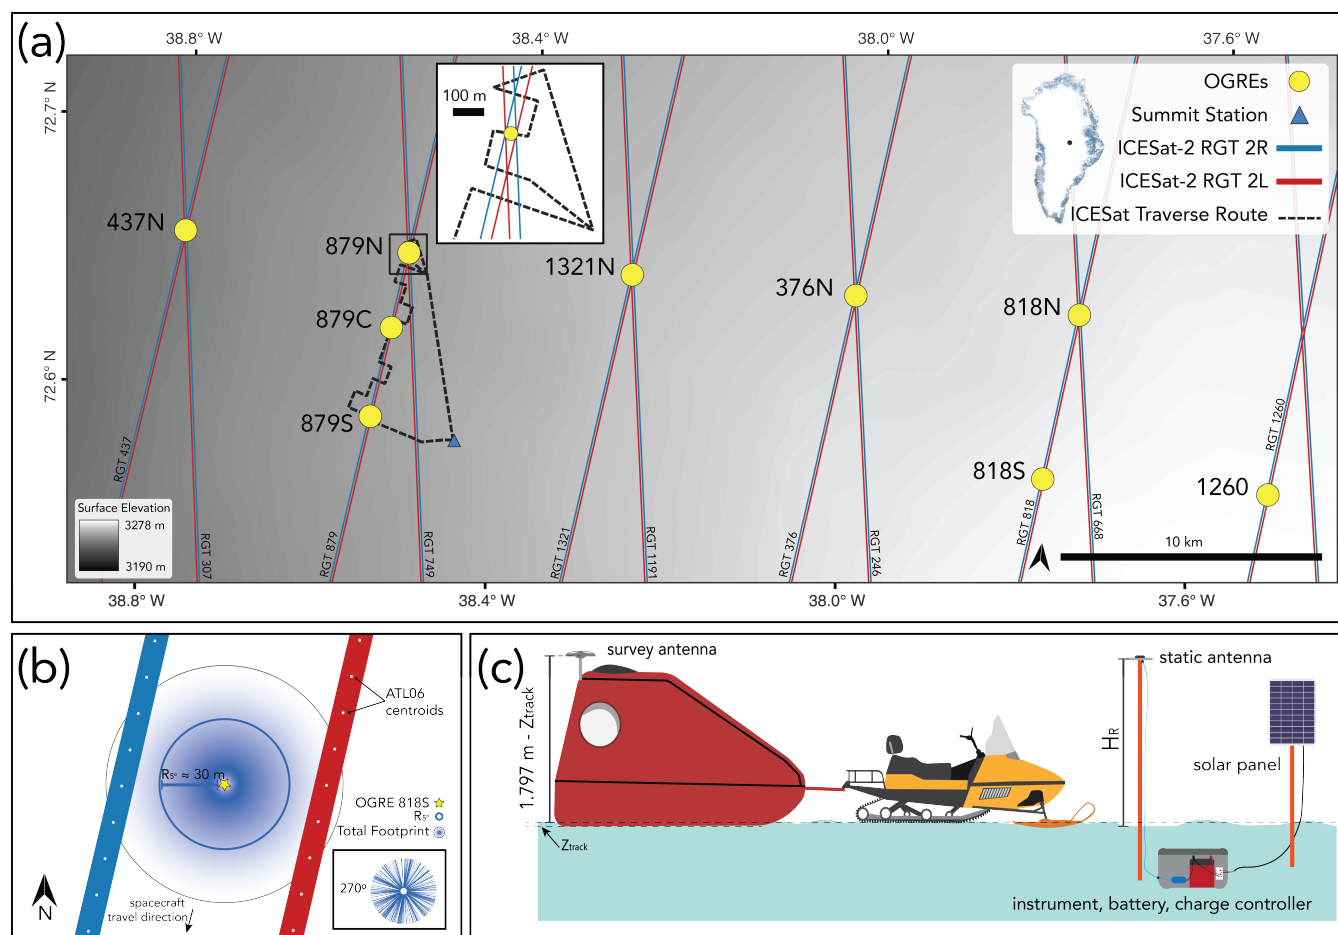 (a)
38.8° W
38.4° W
38.0° W
37.6° W
72.7° N
72.6° N
100 m
OGREs
Summit Station
ICESat-2 RGT 2R
ICESat-2 RGT 2L
ICESat Traverse Route
437N
879N
1321N
376N
818N
879C
879S
818S
1260
RGT 437
RGT 307
RGT 879
RGT 749
RGT 1321
RGT 1191
RGT 376
RGT 246
RGT 818
RGT 668
RGT 1260
Surface Elevation
3278 m
3190 m
10 km
38.8° W
38.4° W
38.0° W
37.6° W
(b)
ATL06
centroids
R5° ≈ 30 m
OGRE 818S
R5°
Total Footprint
270°
N
spacecraft
travel direction
(c)
survey antenna
1.797 m - Ztrack
Ztrack
static antenna
HR
solar panel
instrument, battery, charge controller